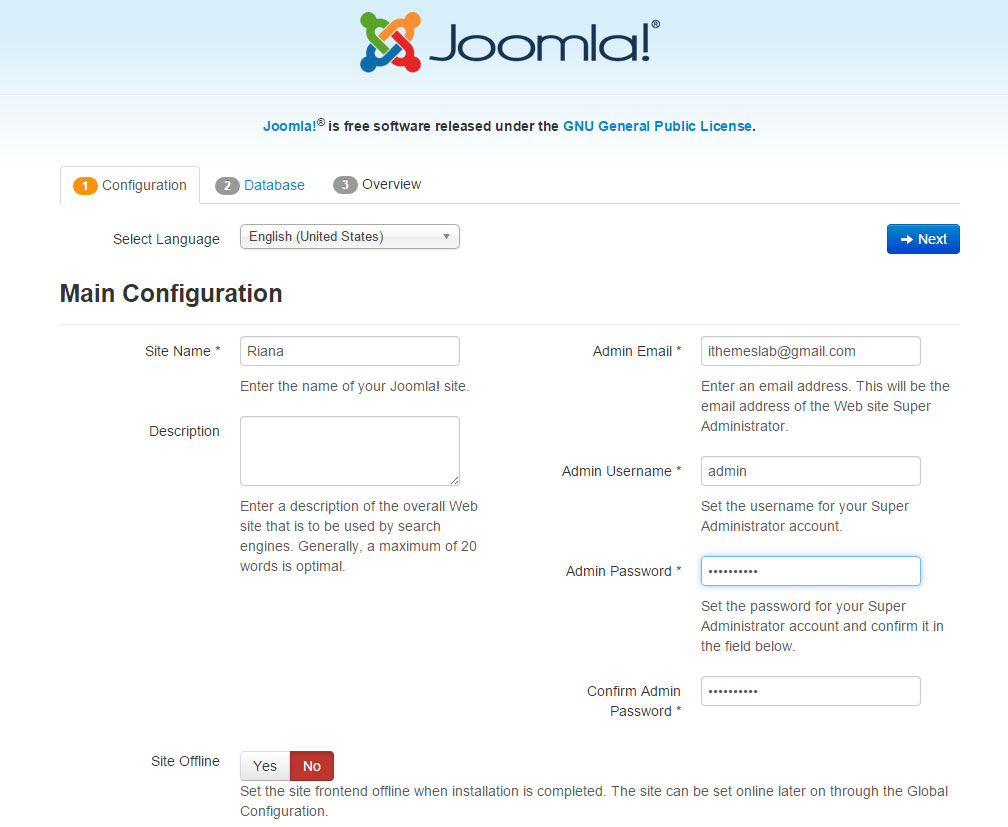 Joomla!®
Joomla!® is free software released under the GNU General Public License.
1 Configuration
2 Database
3 Overview
Select Language
English (United States)
Next
Main Configuration
Site Name *
Riana
Enter the name of your Joomla! site.
Description
Enter a description of the overall Web
site that is to be used by search
engines. Generally, a maximum of 20
words is optimal.
Admin Email *
ithemeslab@gmail.com
Enter an email address. This will be the
email address of the Web site Super
Administrator.
Admin Username *
admin
Set the username for your Super
Administrator account.
Admin Password *
••••••••••
Set the password for your Super
Administrator account and confirm it in
the field below.
Confirm Admin
Password *
••••••••••
Site Offline
Yes No
Set the site frontend offline when installation is completed. The site can be set online later on through the Global
Configuration.